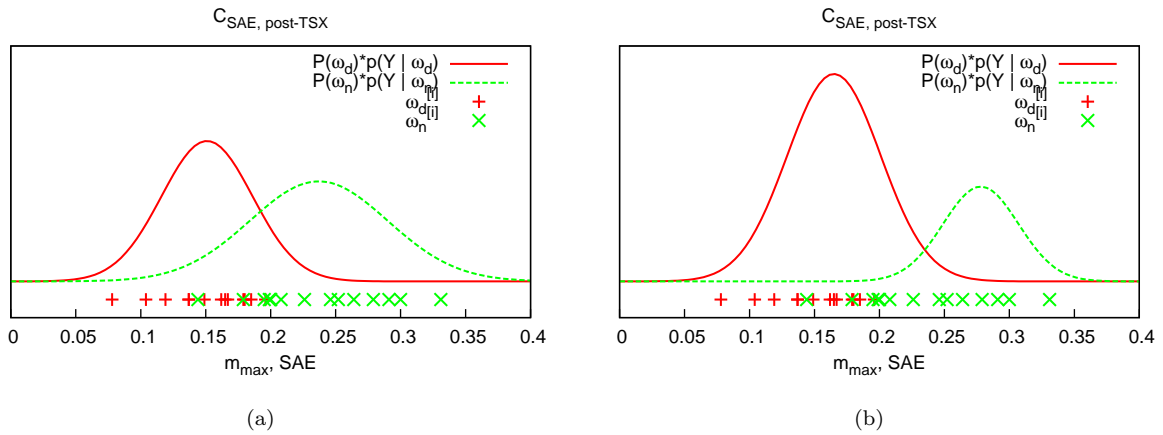 C_SAE, post-TSX
P(ω_d)*p(Y | ω_d)
P(ω_n)*p(Y | ω_n)
ω_d[i]
ω_n[i]
0 0.05 0.1 0.15 0.2 0.25 0.3 0.35 0.4
m_max, SAE
(a)
C_SAE, post-TSX
P(ω_d)*p(Y | ω_d)
P(ω_n)*p(Y | ω_n)
ω_d[i]
ω_n[i]
0 0.05 0.1 0.15 0.2 0.25 0.3 0.35 0.4
m_max, SAE
(b)